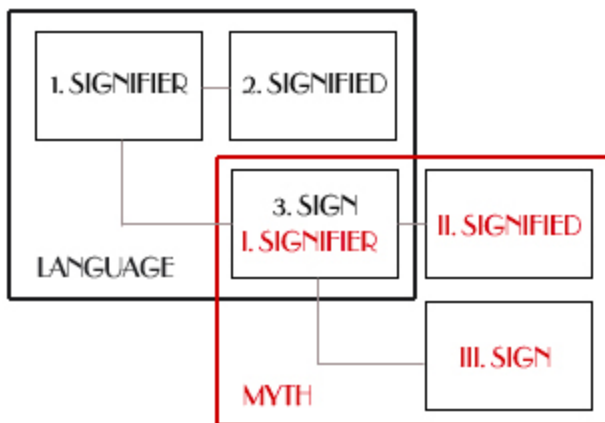 1. SIGNIFIER
2. SIGNIFIED
3. SIGN
I. SIGNIFIER
II. SIGNIFIED
LANGUAGE
III. SIGN
MYTH